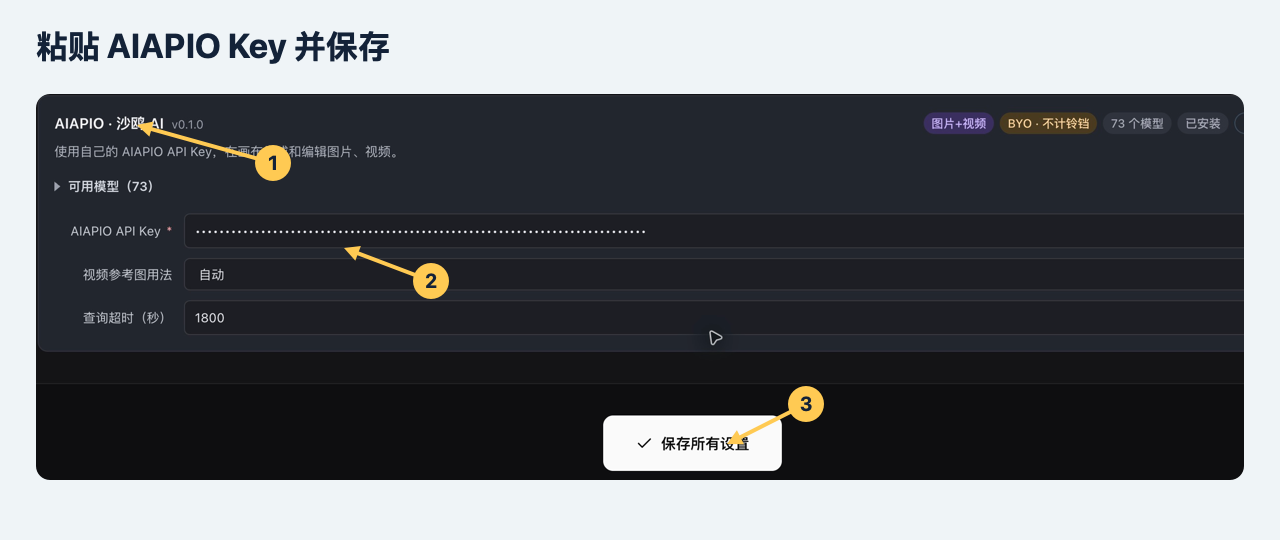 粘贴 AIAPIO Key 并保存
AIAPIO · 沙鸥 AI v0.1.0 图片+视频 BYO · 不计铃铛 73 个模型 已安装
使用自己的 AIAPIO API Key，在画布 和编辑图片、视频。
1
可用模型（73）
AIAPIO API Key * ••••••••••••••••••••••••••••••••••••••••••••••••••••••••••••••••••••••••••
2
视频参考图用法 自动
查询超时（秒） 1800
3
保存所有设置